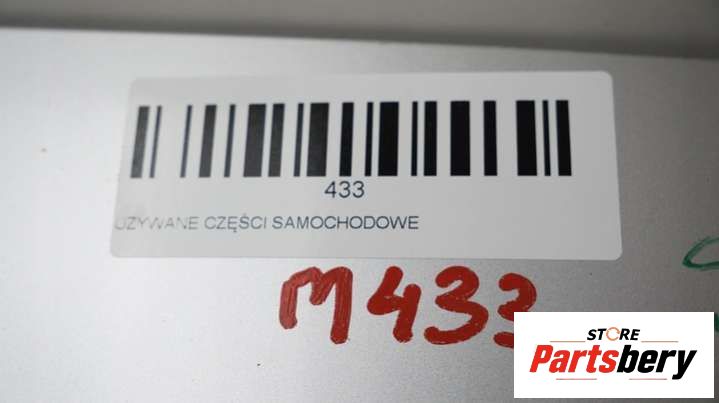 433
UŻYWANE CZĘŚCI SAMOCHODOWE
M433
STORE
Partsbery